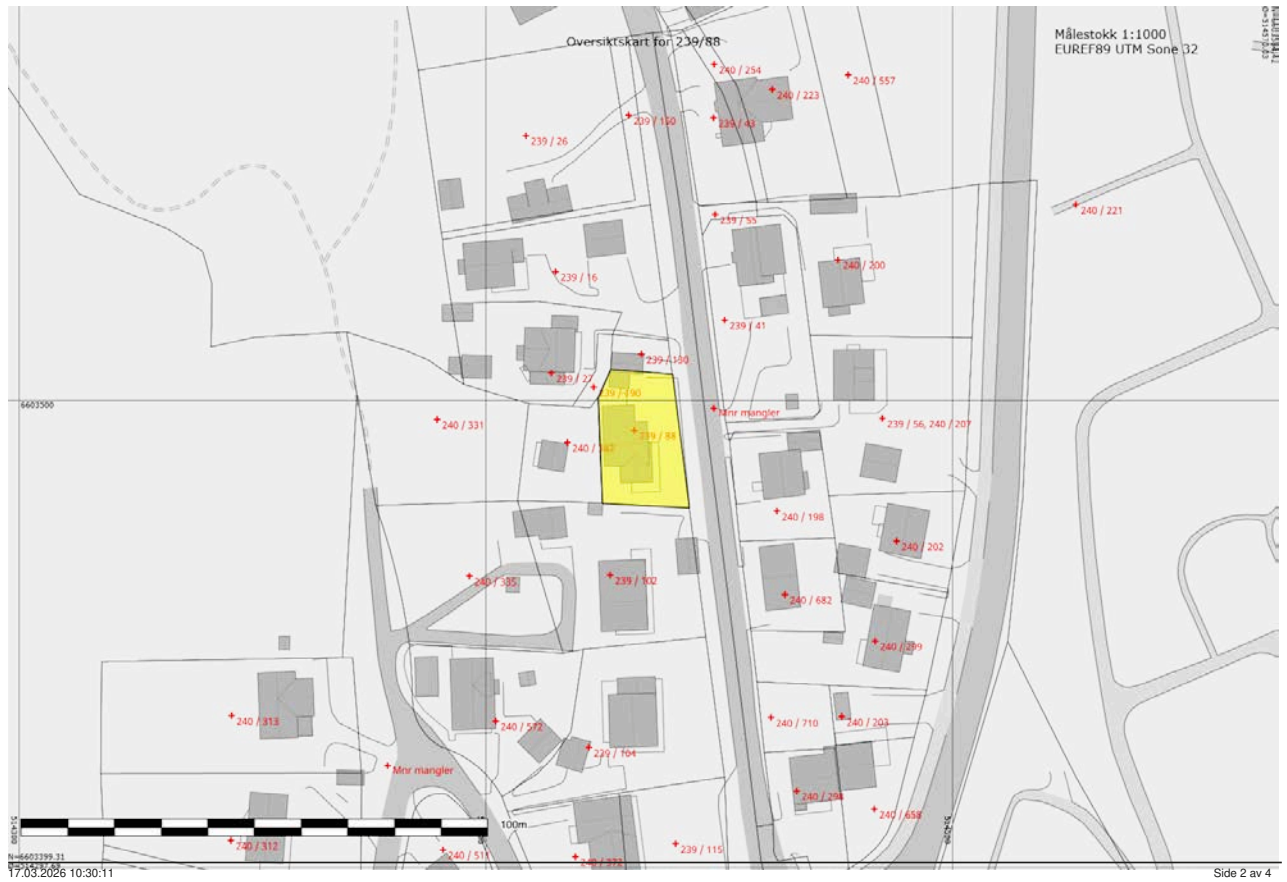 Oversiktskart for 239/88
Målestokk 1:1000
EUREF89 UTM Sone 32
240 / 254
240 / 557
240 / 223
239 / 150
239 / 43
239 / 26
239 / 55
240 / 221
240 / 200
239 / 16
239 / 41
239 / 130
239 / 27
239 / 690
6603500
Mnr mangler
240 / 331
239 / 56, 240 / 207
239 / 88
240 / 198
240 / 202
240 / 335
239 / 102
240 / 682
240 / 299
240 / 313
240 / 572
240 / 710
240 / 203
239 / 104
Mnr mangler
240 / 294
240 / 658
100m
514300
240 / 312
240 / 511
239 / 115
N=6603399.31
17.03.2026 10:30:11
Side 2 av 4